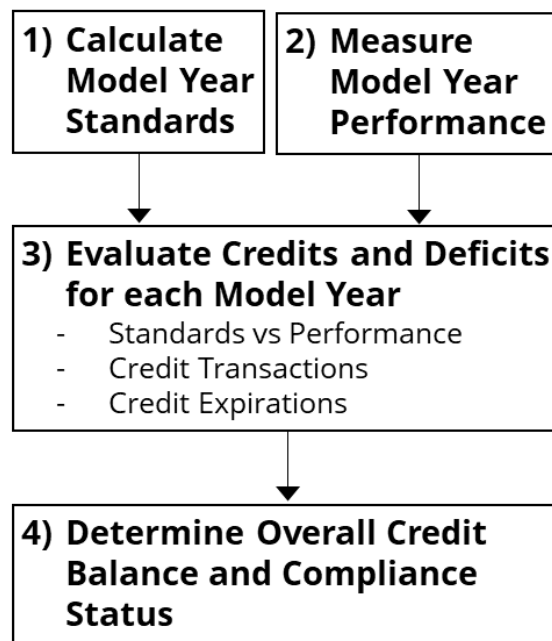 1) Calculate
Model Year
Standards
2) Measure
Model Year
Performance
3) Evaluate Credits and Deficits
for each Model Year
- Standards vs Performance
- Credit Transactions
- Credit Expirations
4) Determine Overall Credit
Balance and Compliance
Status